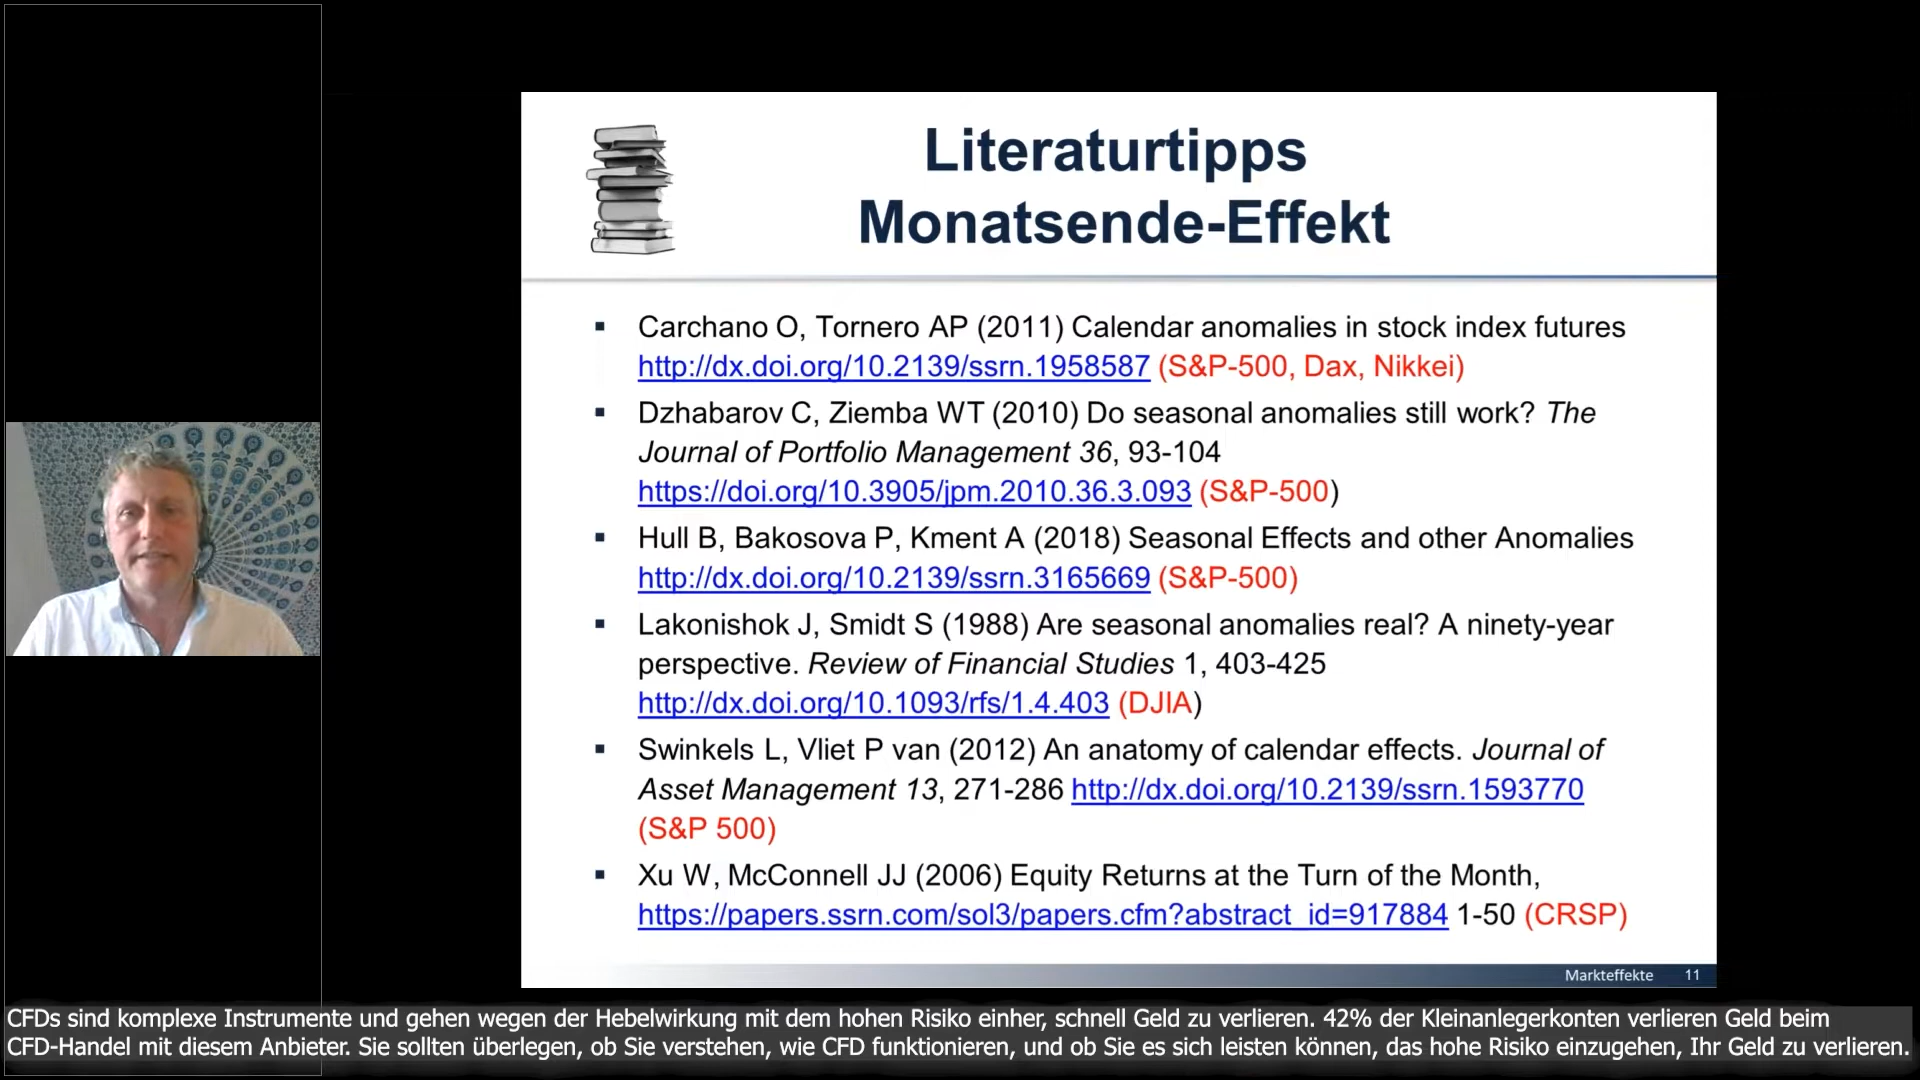 Literaturtipps
Monatsende-Effekt
▪ Carchano O, Tornero AP (2011) Calendar anomalies in stock index futures
http://dx.doi.org/10.2139/ssrn.1958587 (S&P-500, Dax, Nikkei)
▪ Dzhabarov C, Ziemba WT (2010) Do seasonal anomalies still work? The
Journal of Portfolio Management 36, 93-104
https://doi.org/10.3905/jpm.2010.36.3.093 (S&P-500)
▪ Hull B, Bakosova P, Kment A (2018) Seasonal Effects and other Anomalies
http://dx.doi.org/10.2139/ssrn.3165669 (S&P-500)
▪ Lakonishok J, Smidt S (1988) Are seasonal anomalies real? A ninety-year
perspective. Review of Financial Studies 1, 403-425
http://dx.doi.org/10.1093/rfs/1.4.403 (DJIA)
▪ Swinkels L, Vliet P van (2012) An anatomy of calendar effects. Journal of
Asset Management 13, 271-286 http://dx.doi.org/10.2139/ssrn.1593770
(S&P 500)
▪ Xu W, McConnell JJ (2006) Equity Returns at the Turn of the Month,
https://papers.ssrn.com/sol3/papers.cfm?abstract_id=917884 1-50 (CRSP)
Markteffekte 11
CFDs sind komplexe Instrumente und gehen wegen der Hebelwirkung mit dem hohen Risiko einher, schnell Geld zu verlieren. 42% der Kleinanlegerkonten verlieren Geld beim
CFD-Handel mit diesem Anbieter. Sie sollten überlegen, ob Sie verstehen, wie CFD funktionieren, und ob Sie es sich leisten können, das hohe Risiko einzugehen, Ihr Geld zu verlieren.